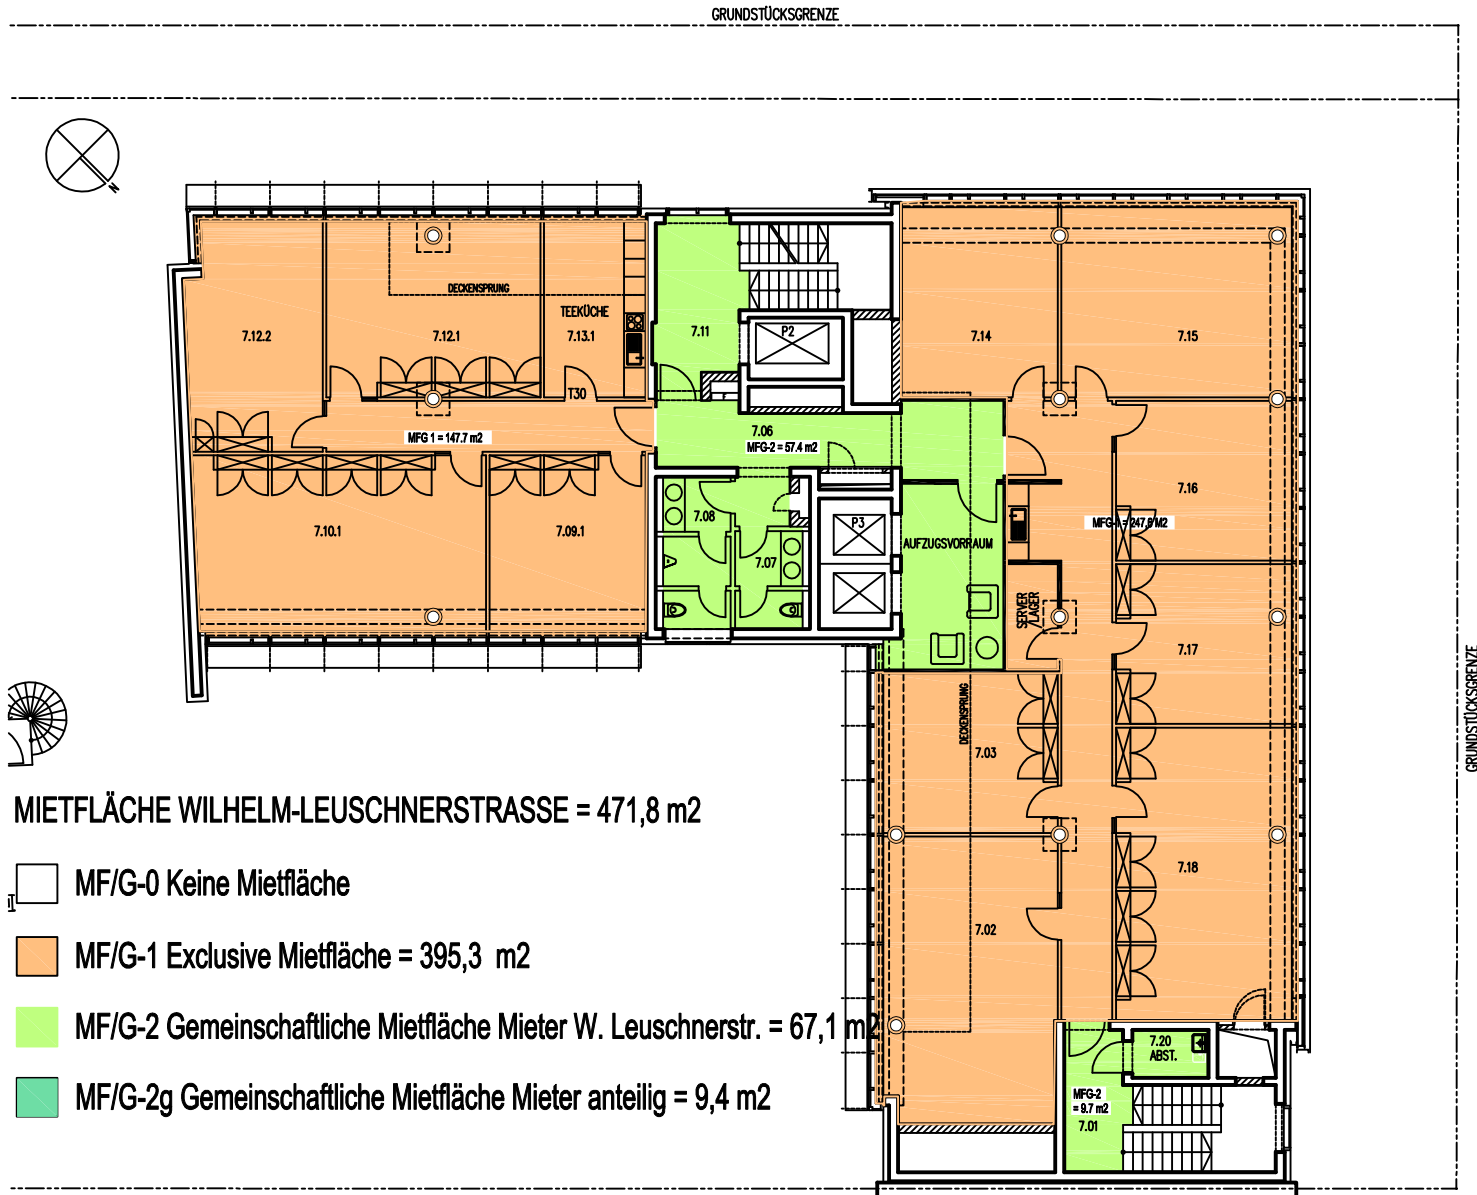 GRUNDSTÜCKSGRENZE
N
DECKENSPRUNG
TEEKÜCHE
7.12.2
7.12.1
7.13.1
T30
7.11
P2
7.14
7.15
MFG 1 = 147.7 m2
7.06
MFG-2 = 57.4 m2
7.10.1
7.09.1
7.08
7.07
P3
AUFZUGSVORRAUM
7.16
MFG-1 = 247,6 M2
SERVER
/LAGER
7.17
GRUNDSTÜCKSGRENZE
DECKENSPRUNG
7.03
7.18
7.02
7.20
ABST.
MFG-2
= 9.7 m2
7.01
MIETFLÄCHE WILHELM-LEUSCHNERSTRASSE = 471,8 m2
MF/G-0 Keine Mietfläche
MF/G-1 Exclusive Mietfläche = 395,3 m2
MF/G-2 Gemeinschaftliche Mietfläche Mieter W. Leuschnerstr. = 67,1 m2
MF/G-2g Gemeinschaftliche Mietfläche Mieter anteilig = 9,4 m2